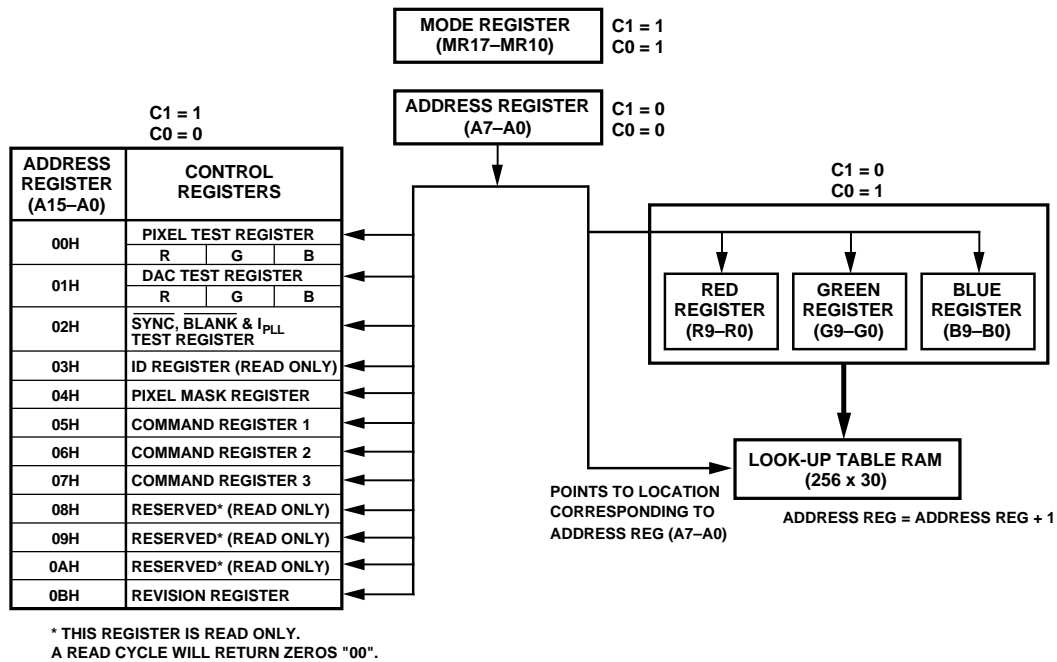 MODE REGISTER
(MR17–MR10)
C1 = 1
C0 = 1
ADDRESS REGISTER
(A7–A0)
C1 = 0
C0 = 0
C1 = 1
C0 = 0
ADDRESS
REGISTER
(A15–A0)
CONTROL
REGISTERS
00H
PIXEL TEST REGISTER
R G B
01H
DAC TEST REGISTER
R G B
02H
SYNC, BLANK & IPLL
TEST REGISTER
03H ID REGISTER (READ ONLY)
04H PIXEL MASK REGISTER
05H COMMAND REGISTER 1
06H COMMAND REGISTER 2
07H COMMAND REGISTER 3
08H RESERVED* (READ ONLY)
09H RESERVED* (READ ONLY)
0AH RESERVED* (READ ONLY)
0BH REVISION REGISTER
* THIS REGISTER IS READ ONLY.
A READ CYCLE WILL RETURN ZEROS "00".
C1 = 0
C0 = 1
RED
REGISTER
(R9–R0)
GREEN
REGISTER
(G9–G0)
BLUE
REGISTER
(B9–B0)
LOOK-UP TABLE RAM
(256 x 30)
POINTS TO LOCATION
CORRESPONDING TO
ADDRESS REG (A7–A0)
ADDRESS REG = ADDRESS REG + 1